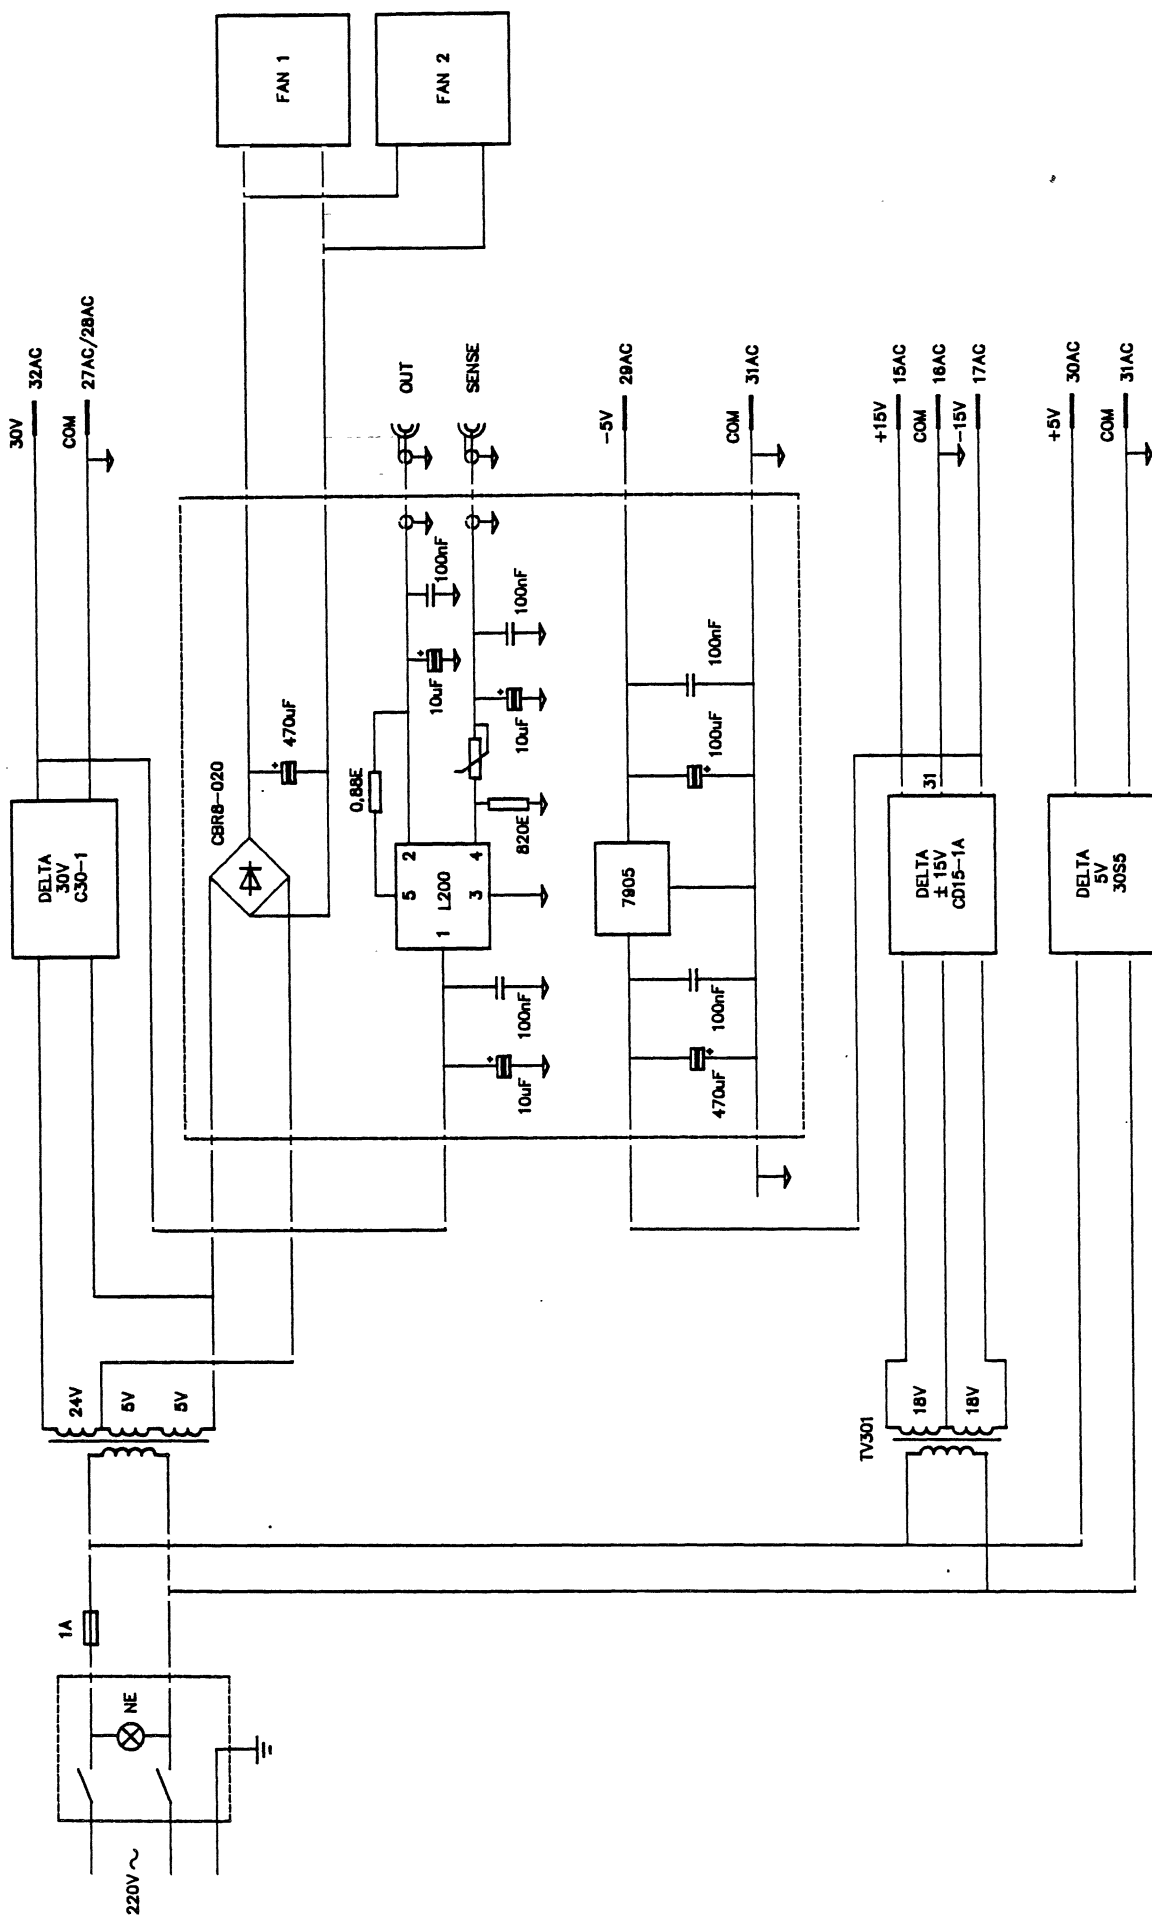 220V ~
NE
1A
24V
5V
5V
TV301
18V
18V
DELTA
30V
C30-1
30V
32AC
COM
27AC/28AC
CBR8-020
470uF
FAN 1
FAN 2
0,88E
L200
1
5
2
3
4
10uF
100nF
820E
10uF
100nF
10uF
100nF
OUT
SENSE
7905
470uF
100nF
100uF
100nF
-5V
29AC
COM
31AC
DELTA
± 15V
CD15-1A
31
+15V
15AC
COM
16AC
-15V
17AC
DELTA
5V
30S5
+5V
30AC
COM
31AC